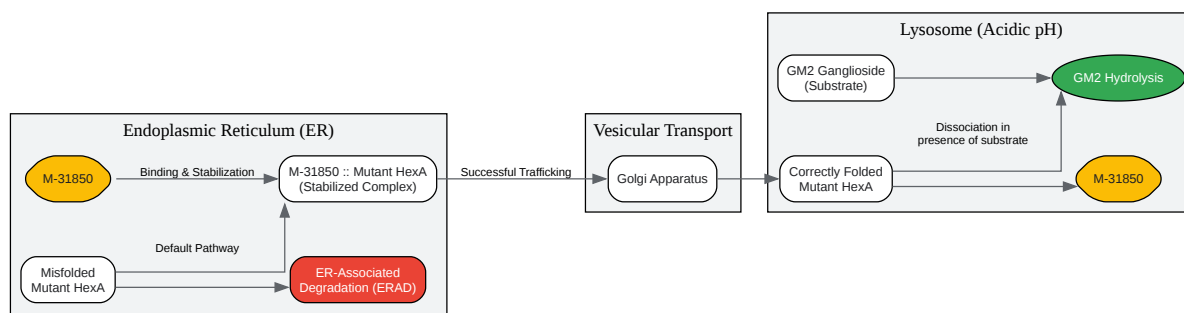 Endoplasmic Reticulum (ER)
M-31850
Binding & Stabilization
M-31850 :: Mutant HexA
(Stabilized Complex)
Default Pathway
Misfolded
Mutant HexA
ER-Associated
Degradation (ERAD)
Successful Trafficking
Vesicular Transport
Golgi Apparatus
Lysosome (Acidic pH)
GM2 Ganglioside
(Substrate)
GM2 Hydrolysis
Dissociation in
presence of substrate
Correctly Folded
Mutant HexA
M-31850